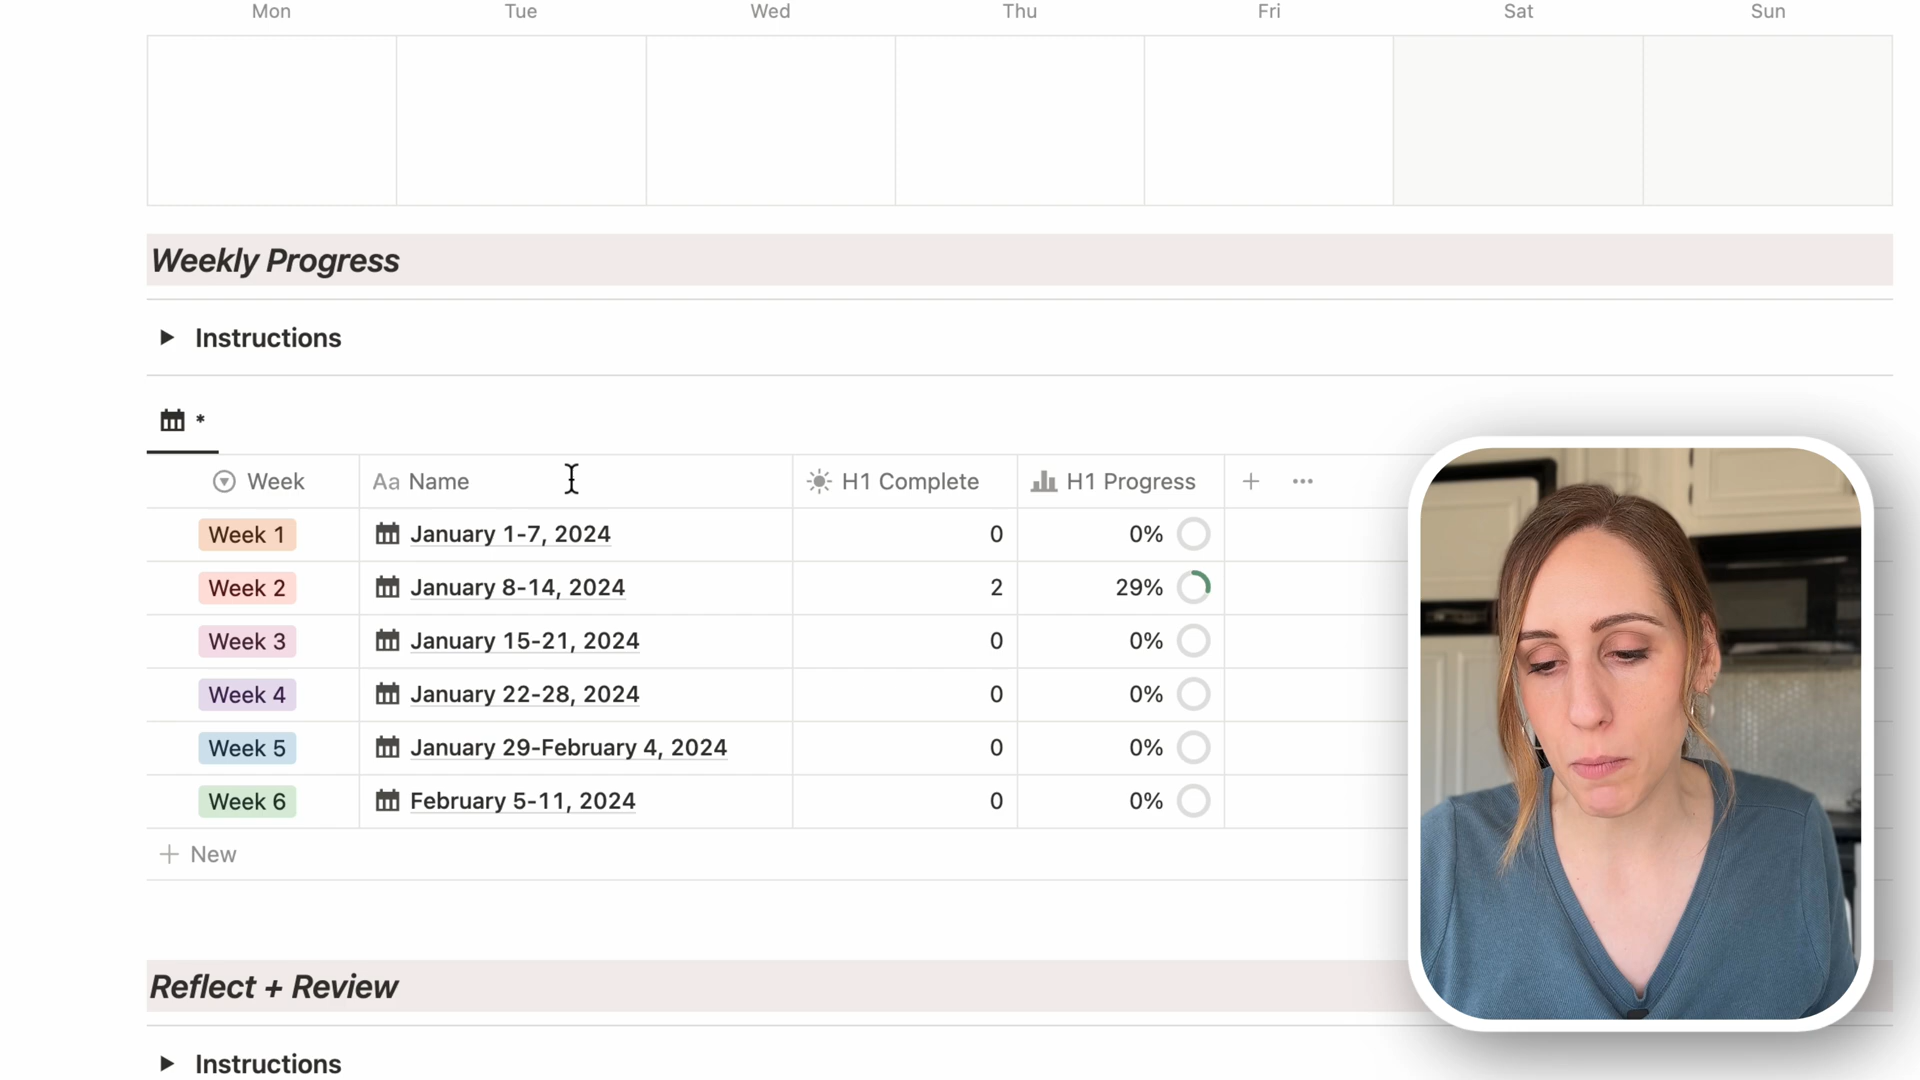 Mon Tue Wed Thu Fri Sat Sun
Weekly Progress
Instructions
*
Week Aa Name H1 Complete H1 Progress
Week 1 January 1-7, 2024 0 0%
Week 2 January 8-14, 2024 2 29%
Week 3 January 15-21, 2024 0 0%
Week 4 January 22-28, 2024 0 0%
Week 5 January 29-February 4, 2024 0 0%
Week 6 February 5-11, 2024 0 0%
+ New
Reflect + Review
Instructions